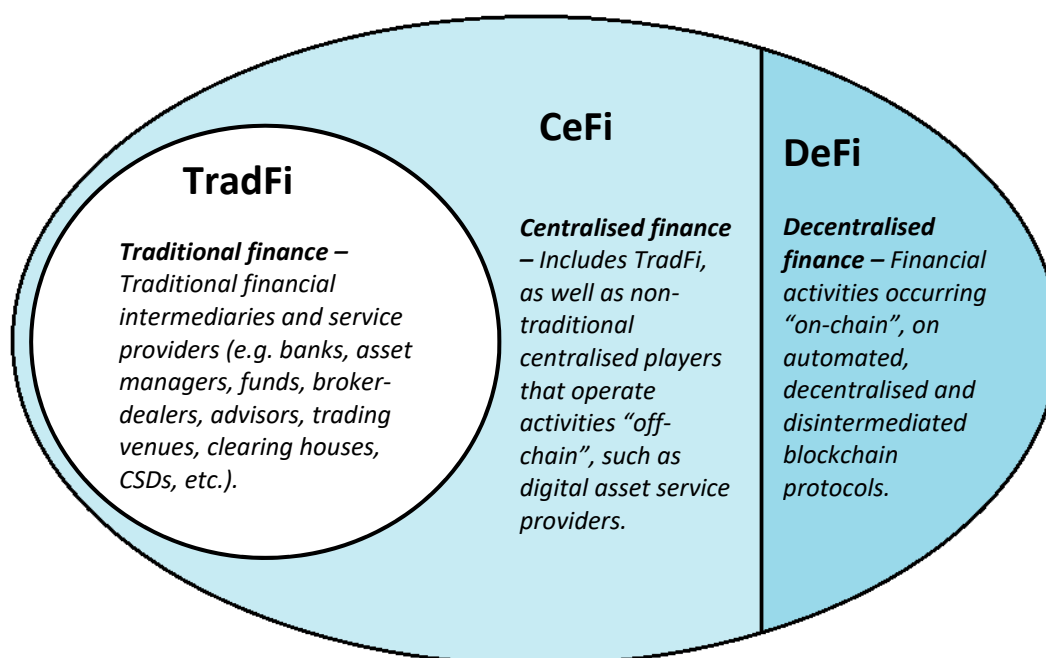 TradFi
Traditional finance –
Traditional financial
intermediaries and service
providers (e.g. banks, asset
managers, funds, broker-
dealers, advisors, trading
venues, clearing houses,
CSDs, etc.).
CeFi
Centralised finance
– Includes TradFi,
as well as non-
traditional
centralised players
that operate
activities “off-
chain”, such as
digital asset service
providers.
DeFi
Decentralised
finance – Financial
activities occurring
“on-chain”, on
automated,
decentralised and
disintermediated
blockchain
protocols.